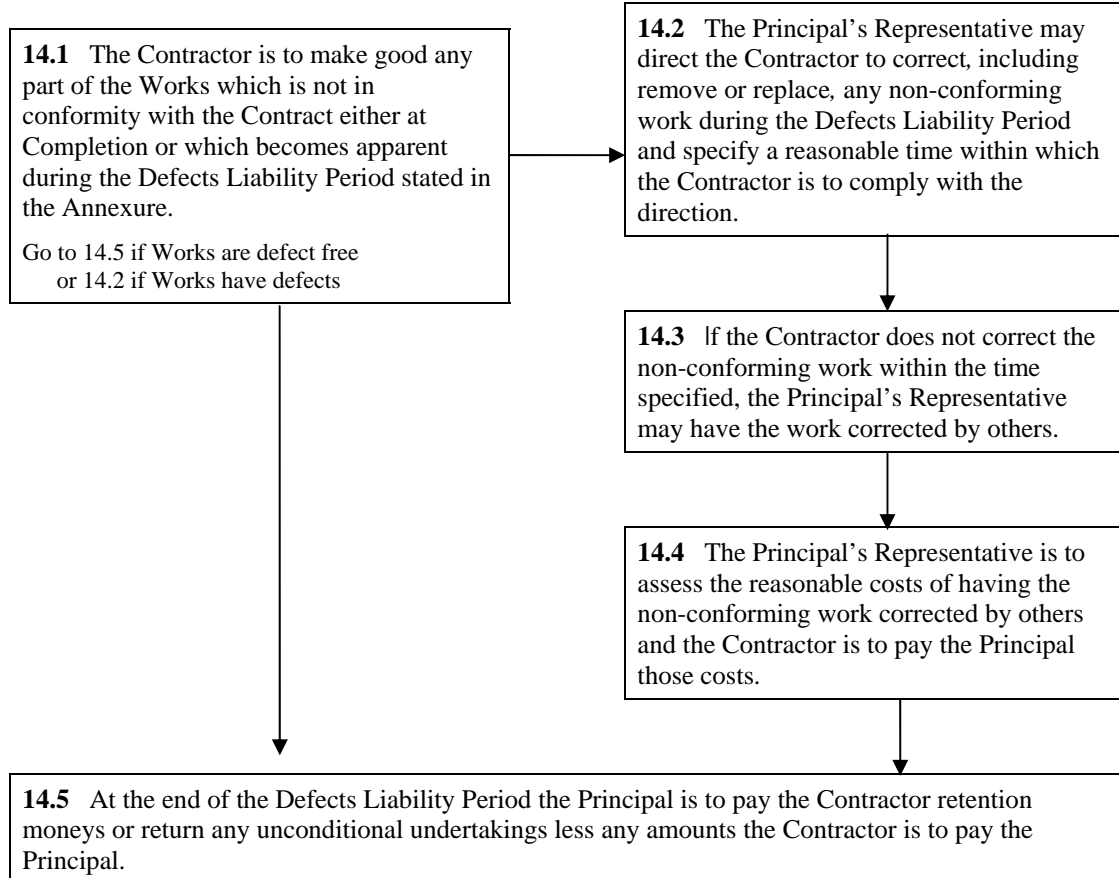 14.1 The Contractor is to make good any
part of the Works which is not in
conformity with the Contract either at
Completion or which becomes apparent
during the Defects Liability Period stated in
the Annexure.
Go to 14.5 if Works are defect free
or 14.2 if Works have defects
14.2 The Principal’s Representative may
direct the Contractor to correct, including
remove or replace, any non-conforming
work during the Defects Liability Period
and specify a reasonable time within which
the Contractor is to comply with the
direction.
14.3 If the Contractor does not correct the
non-conforming work within the time
specified, the Principal’s Representative
may have the work corrected by others.
14.4 The Principal’s Representative is to
assess the reasonable costs of having the
non-conforming work corrected by others
and the Contractor is to pay the Principal
those costs.
14.5 At the end of the Defects Liability Period the Principal is to pay the Contractor retention
moneys or return any unconditional undertakings less any amounts the Contractor is to pay the
Principal.